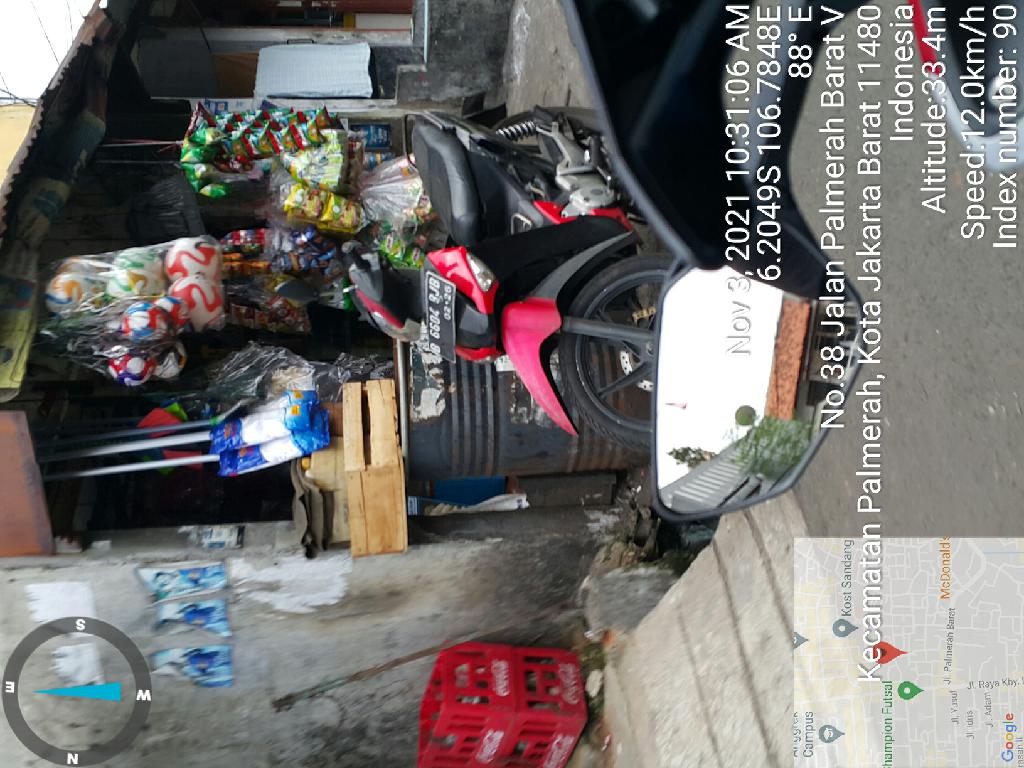 E
N
S
W
B 6604 BJB
02·26
Coca-Cola
Coca-Cola
Coca-Cola
Coca-Cola
Nov 3, 2021 10:31:06 AM
6.2049S 106.7848E
88° E
No.38 Jalan Palmerah Barat V
Kecamatan Palmerah, Kota Jakarta Barat 11480
Indonesia
Altitude:33.4m
Speed:12.0km/h
Index number: 90
Anggrek
Campus
Kost Sandang
Champion Futsal
Jl. Palmerah Barat
McDonald's
Jl. Yusuf
Jl. Idris
Jl. Adam
Jl. Raya Kby.
Google